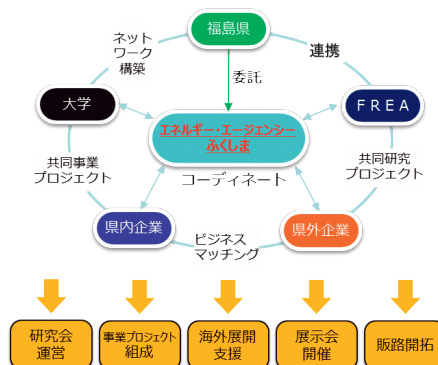 福島県
ネット
ワーク
構築
連携
委託
大学
エネルギー・エージェンシー
ふくしま
FREA
共同事業
プロジェクト
コーディネート
共同研究
プロジェクト
県内企業
ビジネス
マッチング
県外企業
研究会
運営
事業プロジェクト
組成
海外展開
支援
展示会
開催
販路開拓